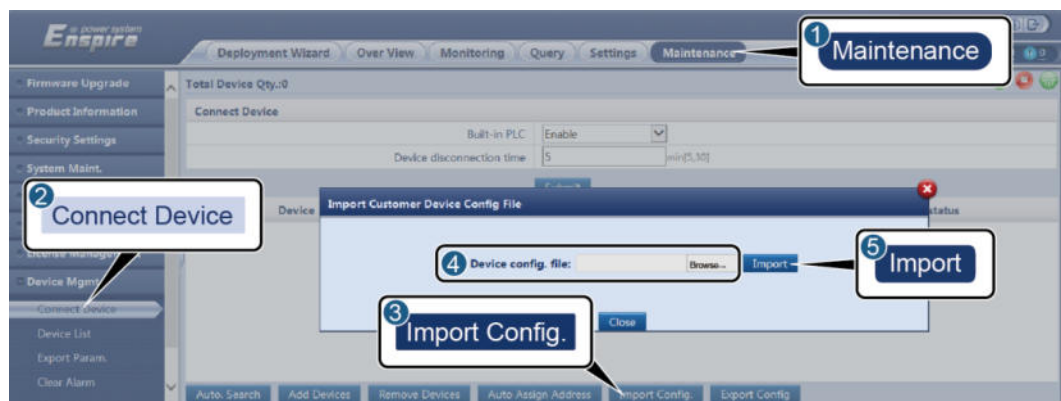 Enspire
Deployment Wizard Over View Monitoring Query Settings Maintenance
1 Maintenance
Firmware Upgrade
Product Information
Security Settings
System Maint.
Device Mgmt
Connect Device
Device List
Export Param.
Clear Alarm
2 Connect Device
Total Device Qty.:0
Connect Device
Built-in PLC Enable
Device disconnection time 5 min[5,30]
Submit
Device status
Import Customer Device Config File
4 Device config. file: Browse... Import
5 Import
Close
3 Import Config.
Auto. Search Add Devices Remove Devices Auto Assign Address Import Config. Export Config